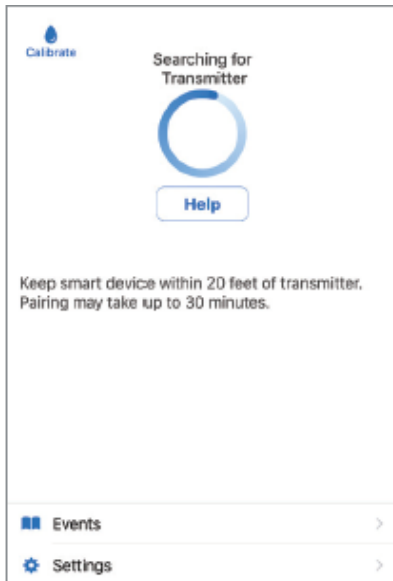 Calibrate
Searching for
Transmitter
Help
Keep smart device within 20 feet of transmitter.
Pairing may take up to 30 minutes.
Events
Settings